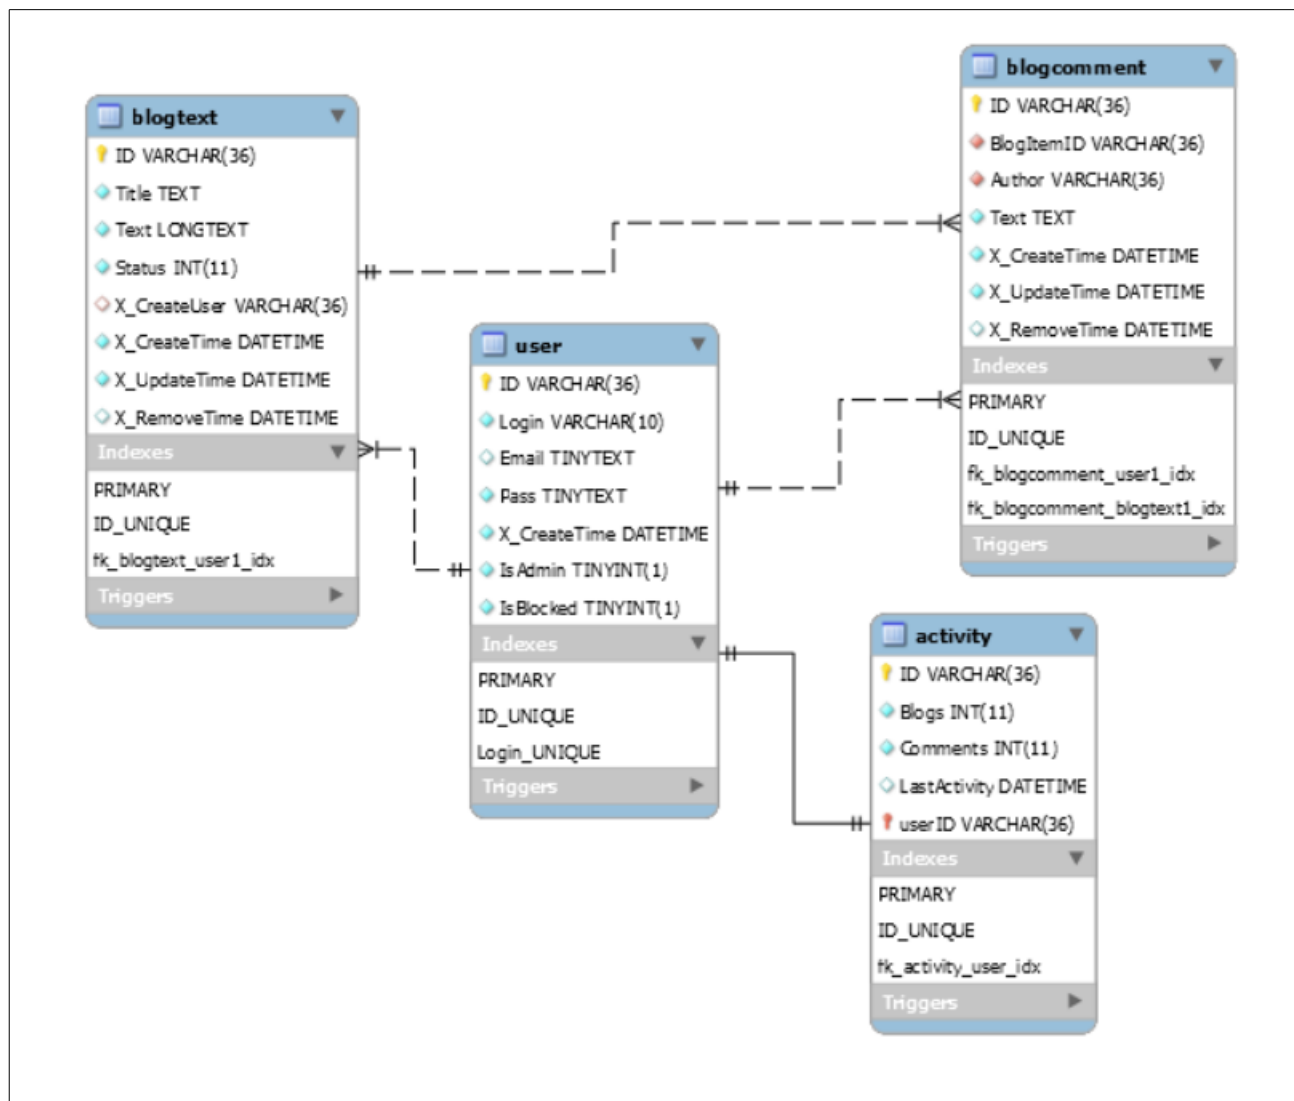 blogtext
ID VARCHAR(36)
Title TEXT
Text LONGTEXT
Status INT(11)
X_CreateUser VARCHAR(36)
X_CreateTime DATETIME
X_UpdateTime DATETIME
X_RemoveTime DATETIME
Indexes
PRIMARY
ID_UNIQUE
fk_blogtext_user1_idx
Triggers
user
ID VARCHAR(36)
Login VARCHAR(10)
Email TINYTEXT
Pass TINYTEXT
X_CreateTime DATETIME
IsAdmin TINYINT(1)
IsBlocked TINYINT(1)
Indexes
PRIMARY
ID_UNIQUE
Login_UNIQUE
Triggers
blogcomment
ID VARCHAR(36)
BlogItemID VARCHAR(36)
Author VARCHAR(36)
Text TEXT
X_CreateTime DATETIME
X_UpdateTime DATETIME
X_RemoveTime DATETIME
Indexes
PRIMARY
ID_UNIQUE
fk_blogcomment_user1_idx
fk_blogcomment_blogtext1_idx
Triggers
activity
ID VARCHAR(36)
Blogs INT(11)
Comments INT(11)
LastActivity DATETIME
userID VARCHAR(36)
Indexes
PRIMARY
ID_UNIQUE
fk_activity_user_idx
Triggers